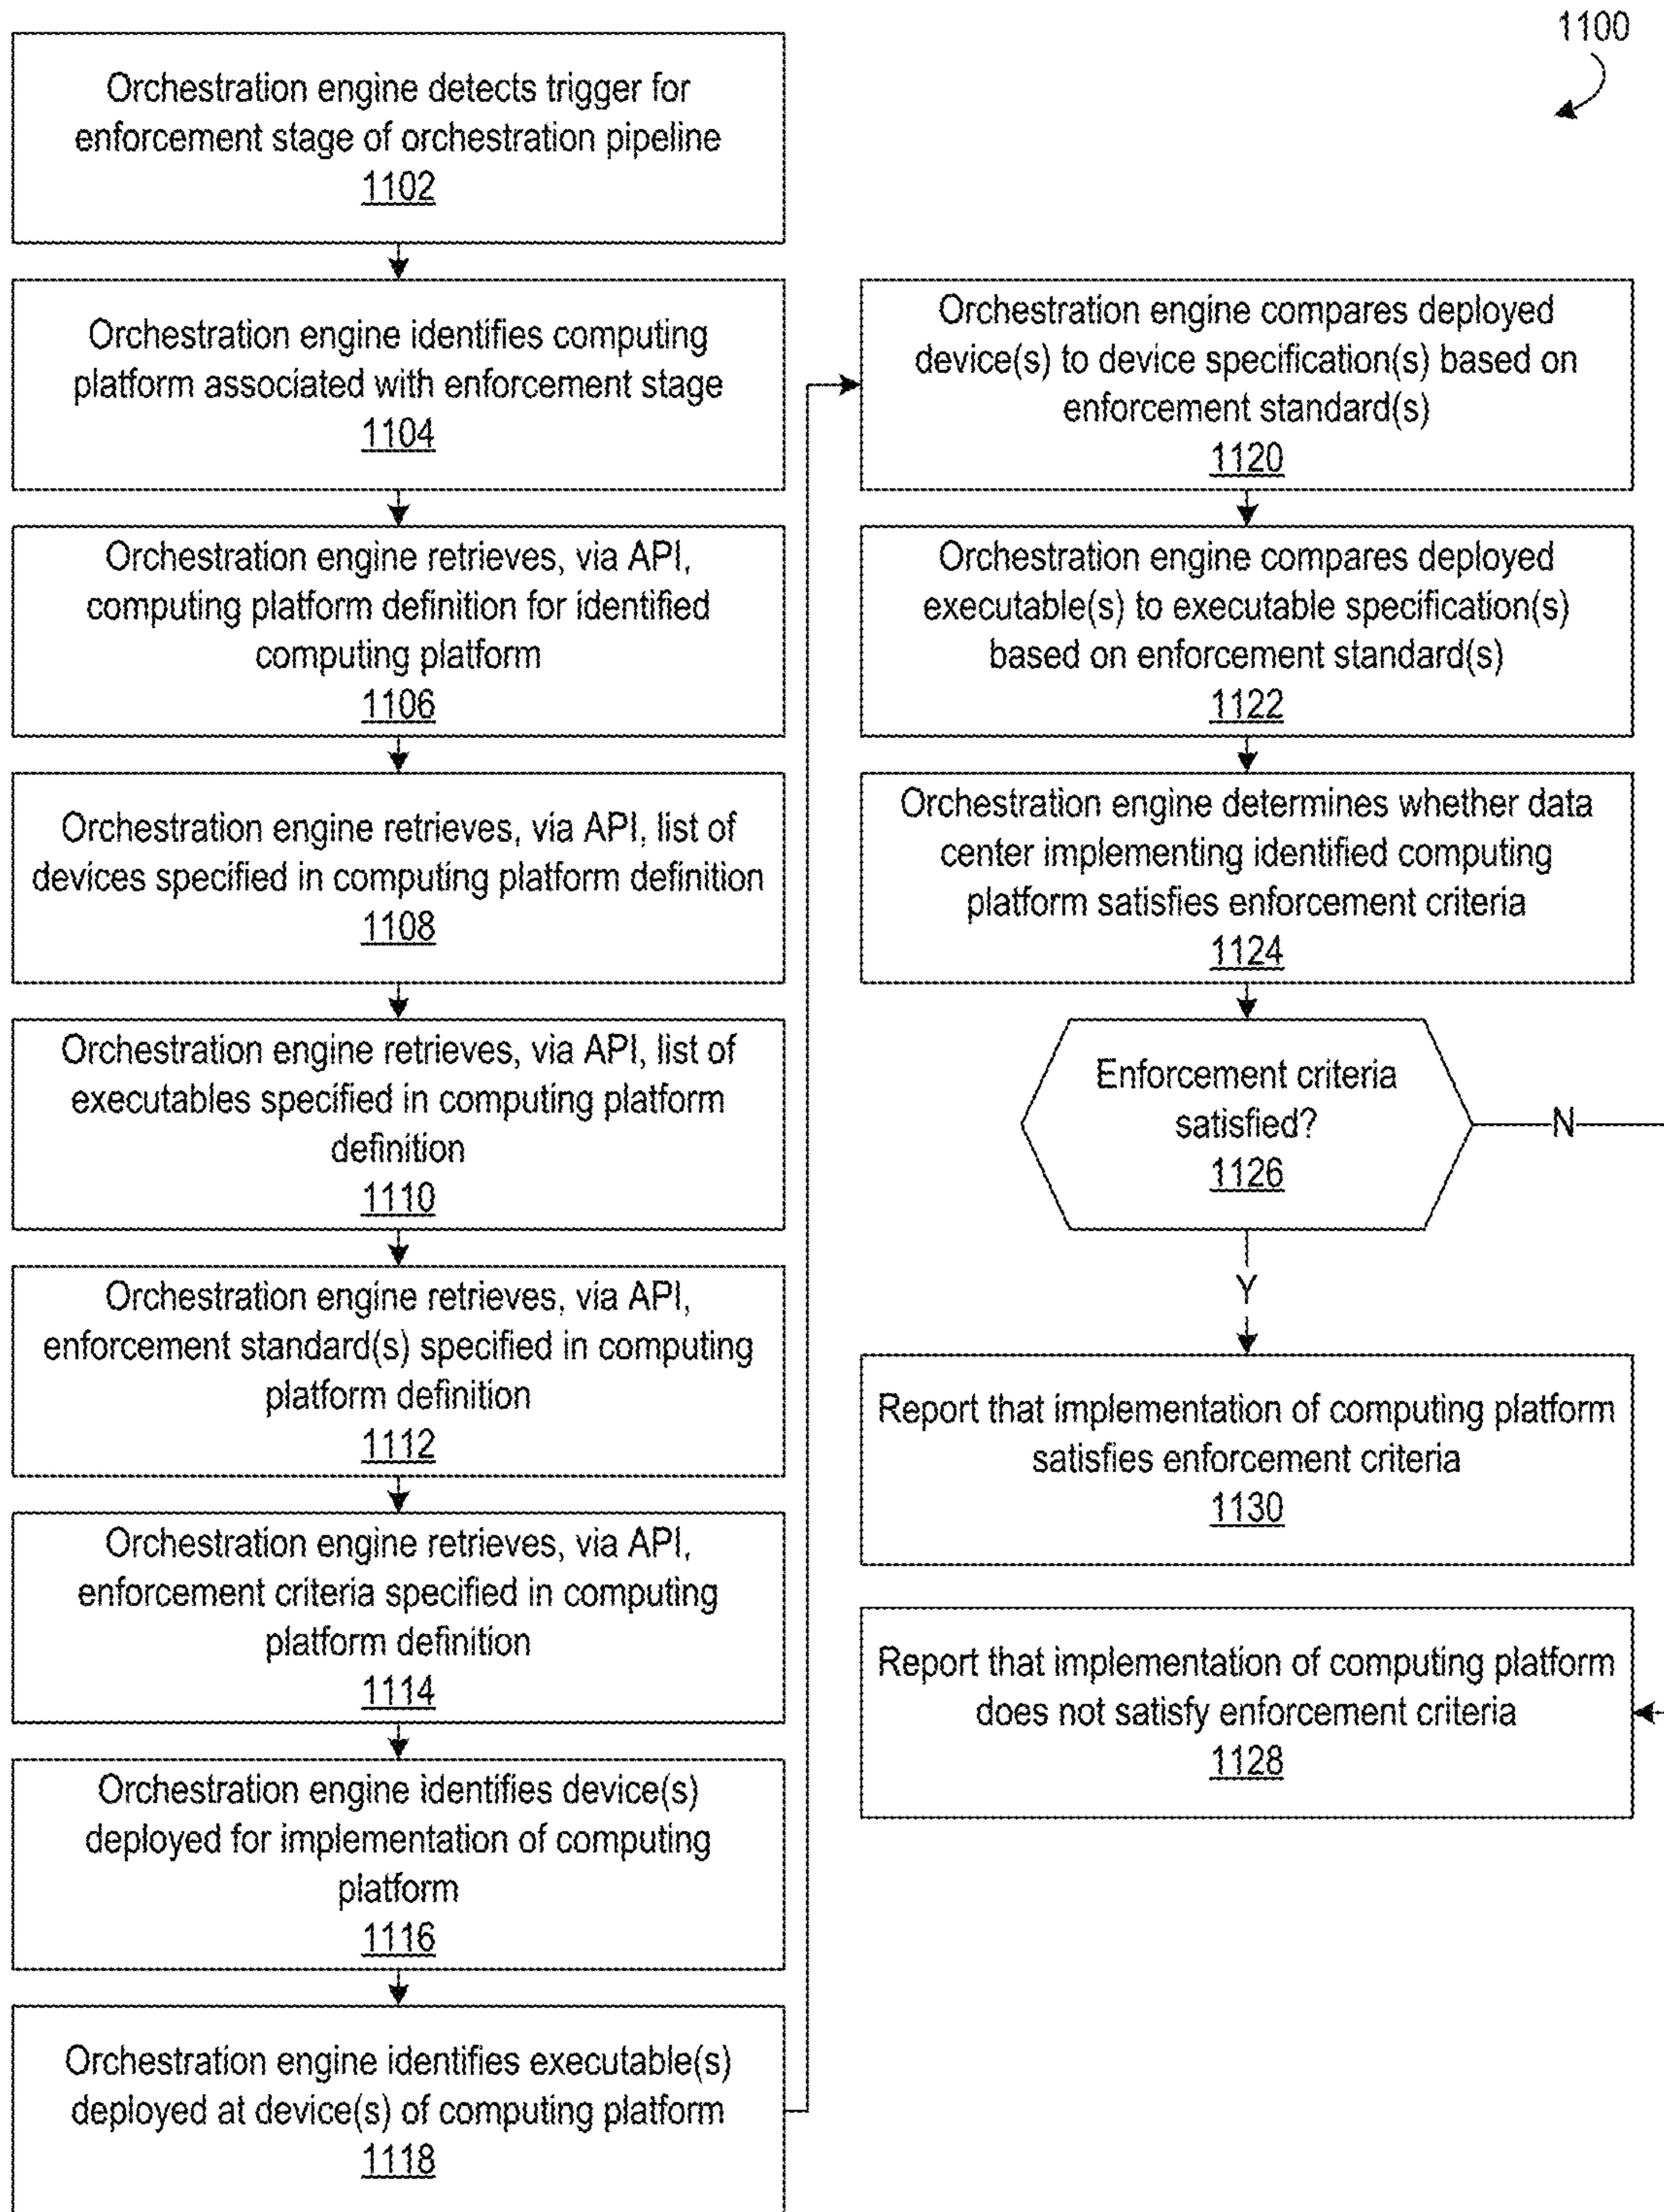 1100
Orchestration engine detects trigger for
enforcement stage of orchestration pipeline
1102
Orchestration engine identifies computing
platform associated with enforcement stage
1104
Orchestration engine retrieves, via API,
computing platform definition for identified
computing platform
1106
Orchestration engine retrieves, via API, list of
devices specified in computing platform definition
1108
Orchestration engine retrieves, via API, list of
executables specified in computing platform
definition
1110
Orchestration engine retrieves, via API,
enforcement standard(s) specified in computing
platform definition
1112
Orchestration engine retrieves, via API,
enforcement criteria specified in computing
platform definition
1114
Orchestration engine identifies device(s)
deployed for implementation of computing
platform
1116
Orchestration engine identifies executable(s)
deployed at device(s) of computing platform
1118
Orchestration engine compares deployed
device(s) to device specification(s) based on
enforcement standard(s)
1120
Orchestration engine compares deployed
executable(s) to executable specification(s)
based on enforcement standard(s)
1122
Orchestration engine determines whether data
center implementing identified computing
platform satisfies enforcement criteria
1124
Enforcement criteria
satisfied?
1126
N
Y
Report that implementation of computing platform
satisfies enforcement criteria
1130
Report that implementation of computing platform
does not satisfy enforcement criteria
1128